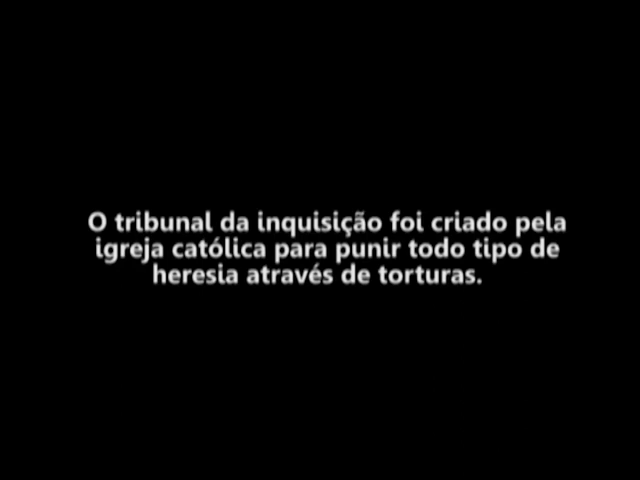 O tribunal da inquisição foi criado pela
igreja católica para punir todo tipo de
heresia através de torturas.